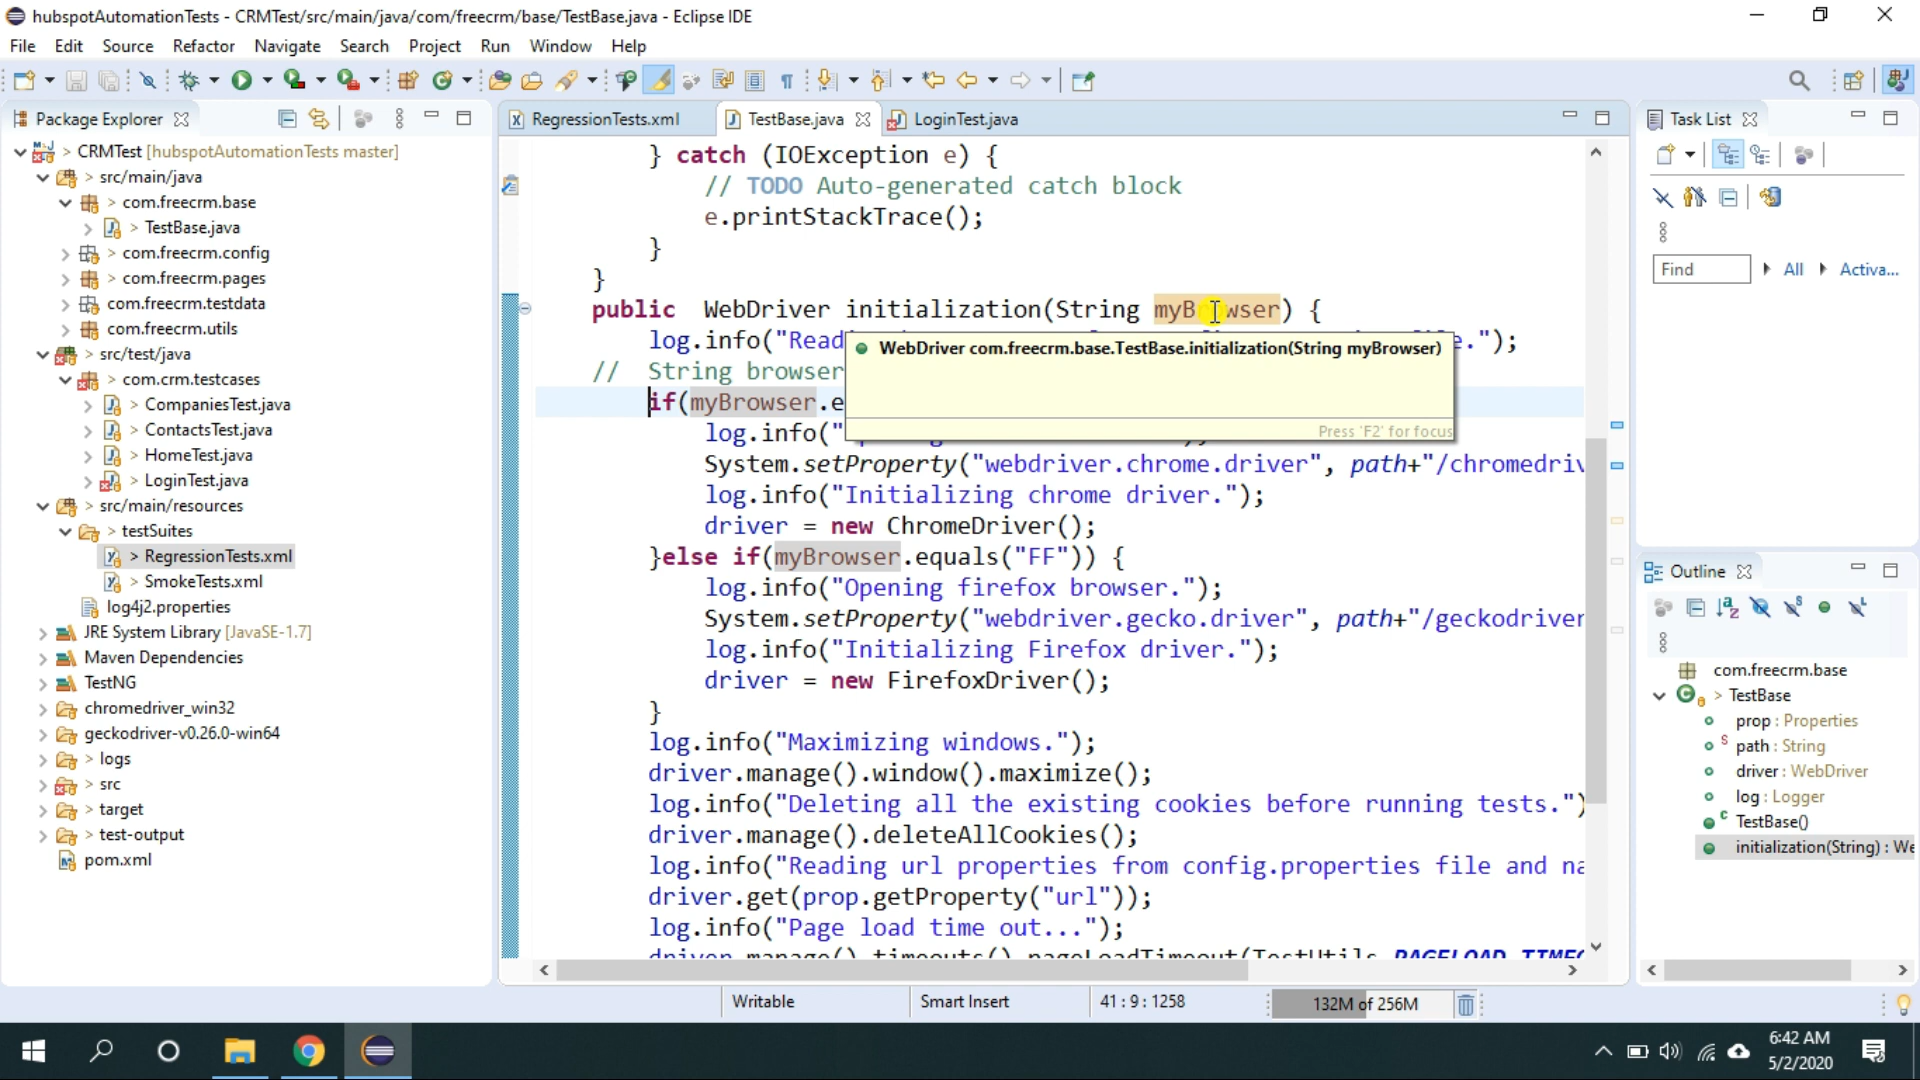 hubspotAutomationTests - CRMTest/src/main/java/com/freecrm/base/TestBase.java - Eclipse IDE
File Edit Source Refactor Navigate Search Project Run Window Help
Package Explorer
> CRMTest [hubspotAutomationTests master]
> src/main/java
> com.freecrm.base
> TestBase.java
> com.freecrm.config
> com.freecrm.pages
com.freecrm.testdata
com.freecrm.utils
> src/test/java
> com.crm.testcases
> CompaniesTest.java
> ContactsTest.java
> HomeTest.java
> LoginTest.java
> src/main/resources
> testSuites
> RegressionTests.xml
> SmokeTests.xml
log4j2.properties
JRE System Library [JavaSE-1.7]
Maven Dependencies
TestNG
chromedriver_win32
geckodriver-v0.26.0-win64
> logs
> src
> target
> test-output
pom.xml
RegressionTests.xml TestBase.java LoginTest.java
} catch (IOException e) {
// TODO Auto-generated catch block
e.printStackTrace();
}
}
public WebDriver initialization(String myBrowser) {
log.info("Read e.");
WebDriver com.freecrm.base.TestBase.initialization(String myBrowser)
// String browser
if(myBrowser.e
Press 'F2' for focus
log.info("
System.setProperty("webdriver.chrome.driver", path+"/chromedriv
log.info("Initializing chrome driver.");
driver = new ChromeDriver();
}else if(myBrowser.equals("FF")) {
log.info("Opening firefox browser.");
System.setProperty("webdriver.gecko.driver", path+"/geckodriver
log.info("Initializing Firefox driver.");
driver = new FirefoxDriver();
}
log.info("Maximizing windows.");
driver.manage().window().maximize();
log.info("Deleting all the existing cookies before running tests.")
driver.manage().deleteAllCookies();
log.info("Reading url properties from config.properties file and na
driver.get(prop.getProperty("url"));
log.info("Page load time out...");
driver.manage().timeouts().pageLoadTimeout(TestUtils.PAGELOAD_TIMEO
Task List
Find All Activa...
Outline
com.freecrm.base
> TestBase
prop : Properties
path : String
driver : WebDriver
log : Logger
TestBase()
initialization(String) : We
Writable Smart Insert 41 : 9 : 1258 132M of 256M
6:42 AM
5/2/2020